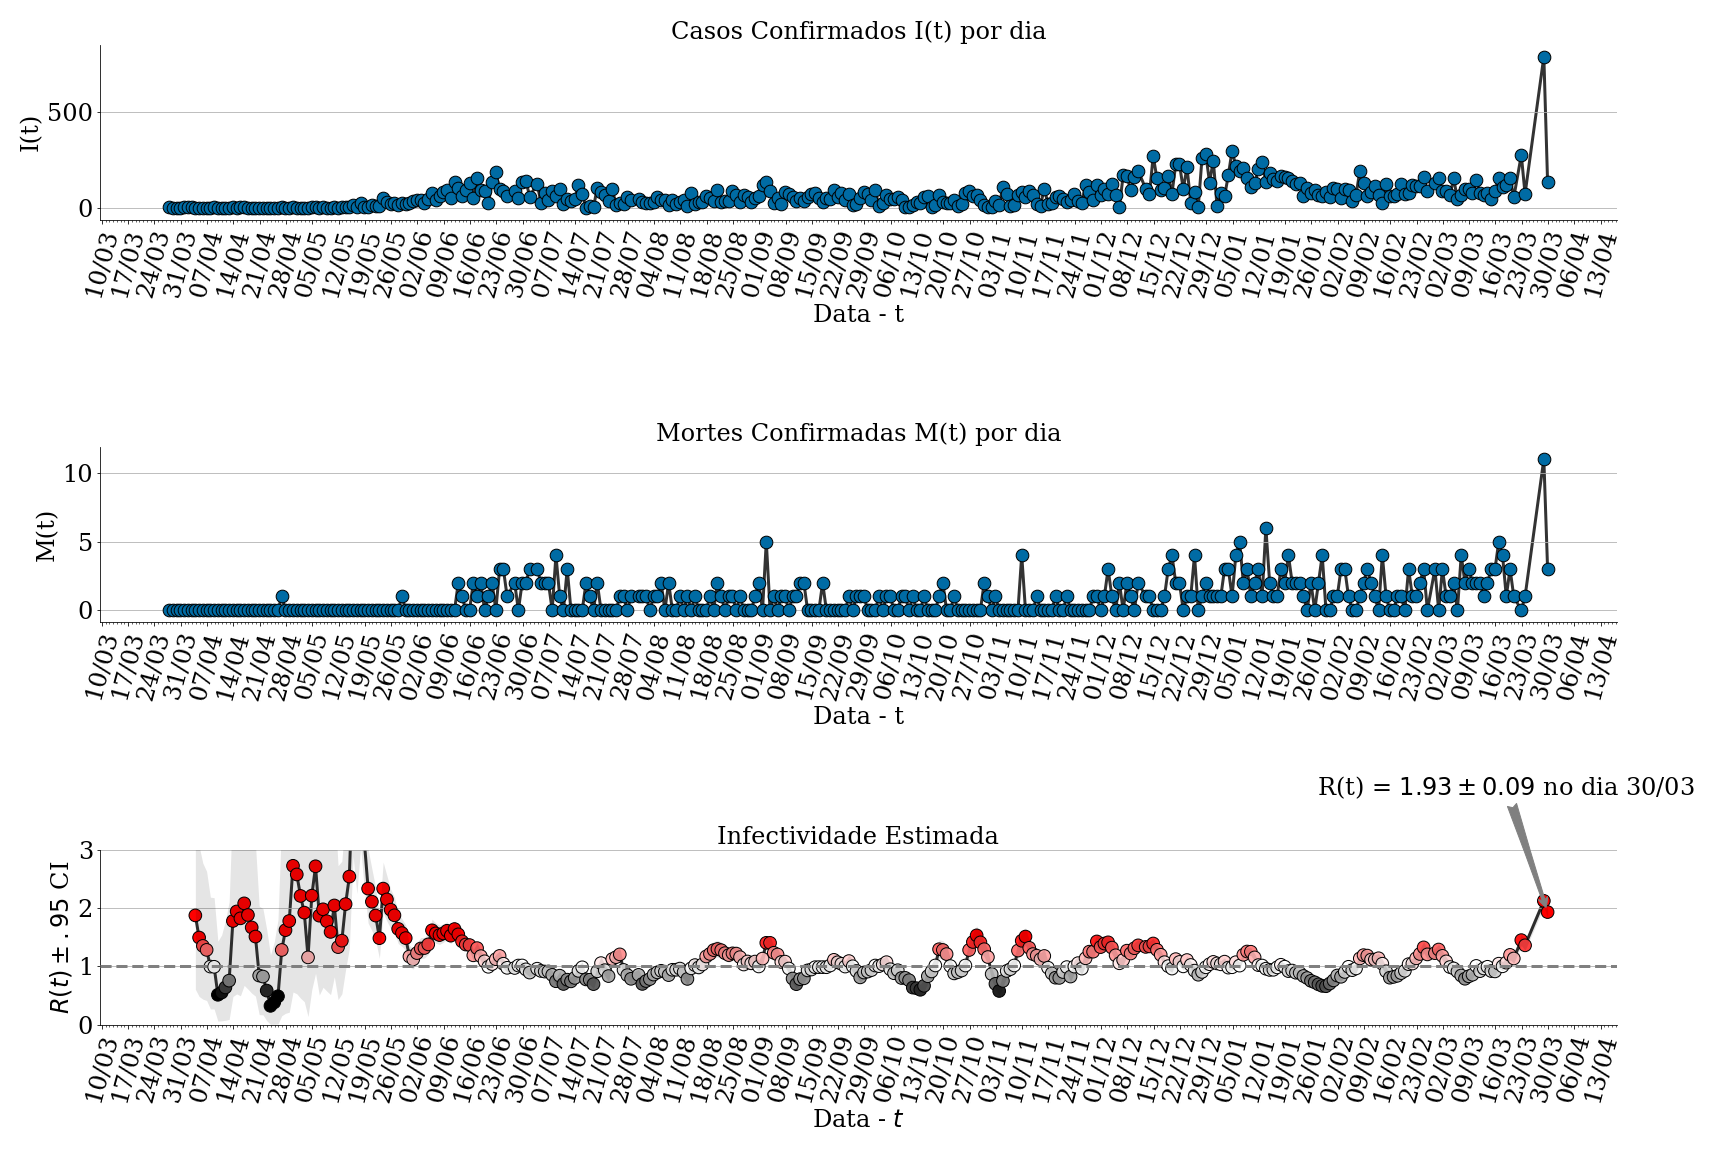 Casos Confirmados I(t) por dia
I(t)
500
0
10/03 17/03 24/03 31/03 07/04 14/04 21/04 28/04 05/05 12/05 19/05 26/05 02/06 09/06 16/06 23/06 30/06 07/07 14/07 21/07 28/07 04/08 11/08 18/08 25/08 01/09 08/09 15/09 22/09 29/09 06/10 13/10 20/10 27/10 03/11 10/11 17/11 24/11 01/12 08/12 15/12 22/12 29/12 05/01 12/01 19/01 26/01 02/02 09/02 16/02 23/02 02/03 09/03 16/03 23/03 30/03 06/04 13/04
Data - t
Mortes Confirmadas M(t) por dia
M(t)
10
5
0
10/03 17/03 24/03 31/03 07/04 14/04 21/04 28/04 05/05 12/05 19/05 26/05 02/06 09/06 16/06 23/06 30/06 07/07 14/07 21/07 28/07 04/08 11/08 18/08 25/08 01/09 08/09 15/09 22/09 29/09 06/10 13/10 20/10 27/10 03/11 10/11 17/11 24/11 01/12 08/12 15/12 22/12 29/12 05/01 12/01 19/01 26/01 02/02 09/02 16/02 23/02 02/03 09/03 16/03 23/03 30/03 06/04 13/04
Data - t
R(t) = 1.93 ± 0.09 no dia 30/03
Infectividade Estimada
R(t) ± .95 CI
3
2
1
0
10/03 17/03 24/03 31/03 07/04 14/04 21/04 28/04 05/05 12/05 19/05 26/05 02/06 09/06 16/06 23/06 30/06 07/07 14/07 21/07 28/07 04/08 11/08 18/08 25/08 01/09 08/09 15/09 22/09 29/09 06/10 13/10 20/10 27/10 03/11 10/11 17/11 24/11 01/12 08/12 15/12 22/12 29/12 05/01 12/01 19/01 26/01 02/02 09/02 16/02 23/02 02/03 09/03 16/03 23/03 30/03 06/04 13/04
Data - t